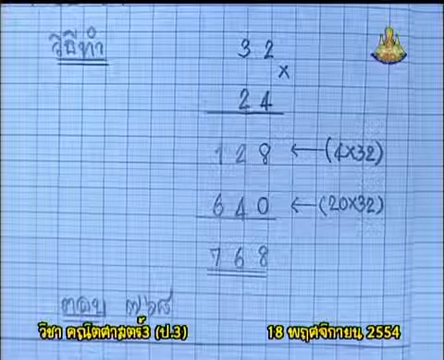 วิธีทำ 32
×
24
128 ← (4×32)
640 ← (20×32)
768
ตอบ ๗๖๘
วิชา คณิตศาสตร์3 (ป.3) 18 พฤศจิกายน 2554